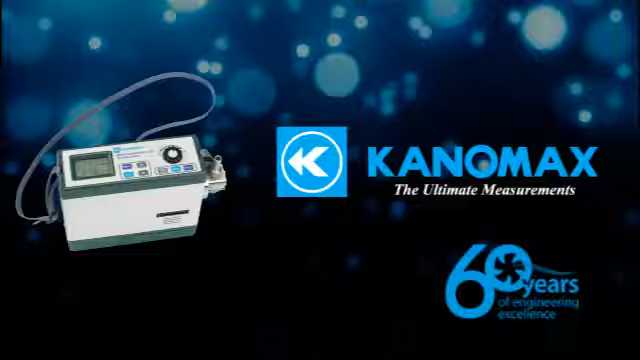 K
KANOMAX
The Ultimate Measurements
60 years
of engineering
excellence